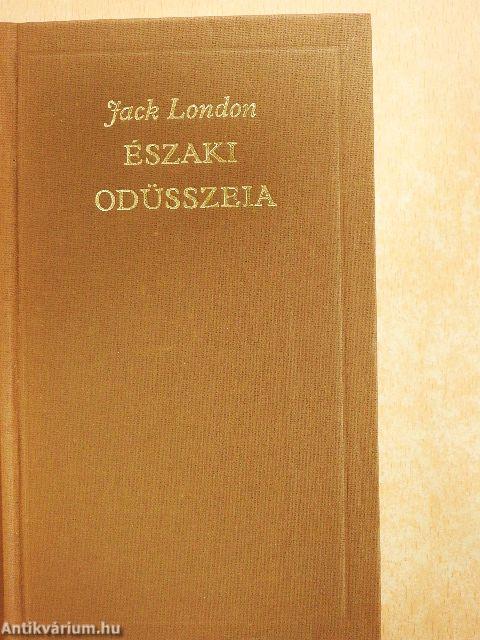 Jack London
ÉSZAKI
ODÜSSZEIA
Antikvárium.hu